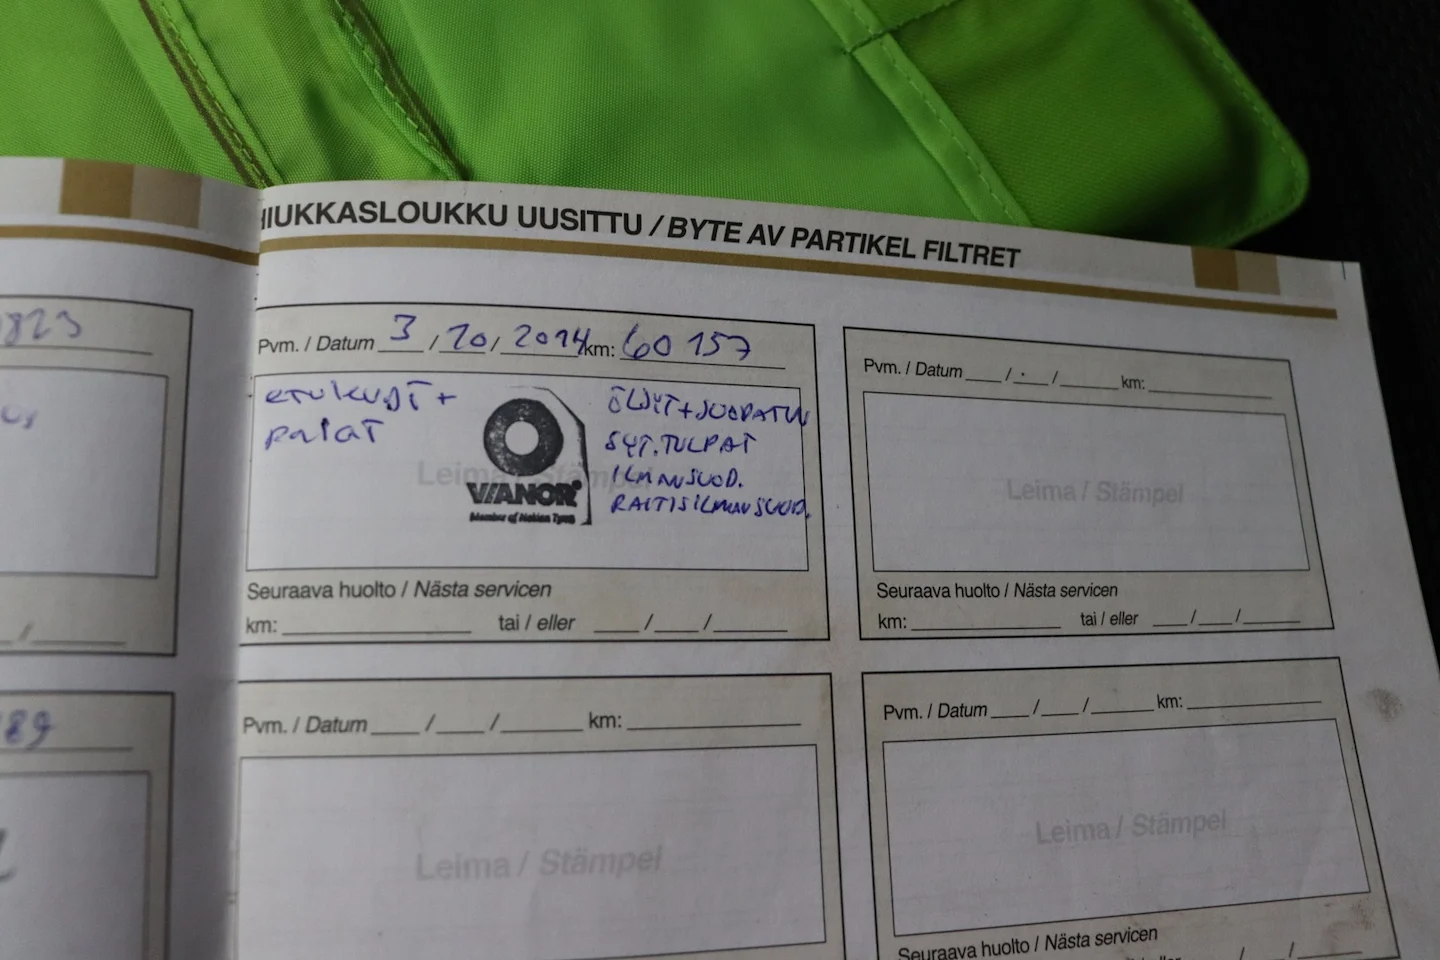 HIUKKASLOUKKU UUSITTU / BYTE AV PARTIKEL FILTRET
823
89
Pvm. / Datum 3 / 10 / 2014 km: 60 157
etulevyt +
palat
Leima / Stämpel
VIANOR
Member of Nokian Tyres
ÖLJYT+SUODATIN
SYT.TULPAT
ILMANSUOD.
RAITISILMANSUOD.
Seuraava huolto / Nästa servicen
km: tai / eller / /
Pvm. / Datum / / km:
Leima / Stämpel
Seuraava huolto / Nästa servicen
km: tai / eller / /
Pvm. / Datum / / km:
Leima / Stämpel
Pvm. / Datum / / km:
Leima / Stämpel
Seuraava huolto / Nästa servicen